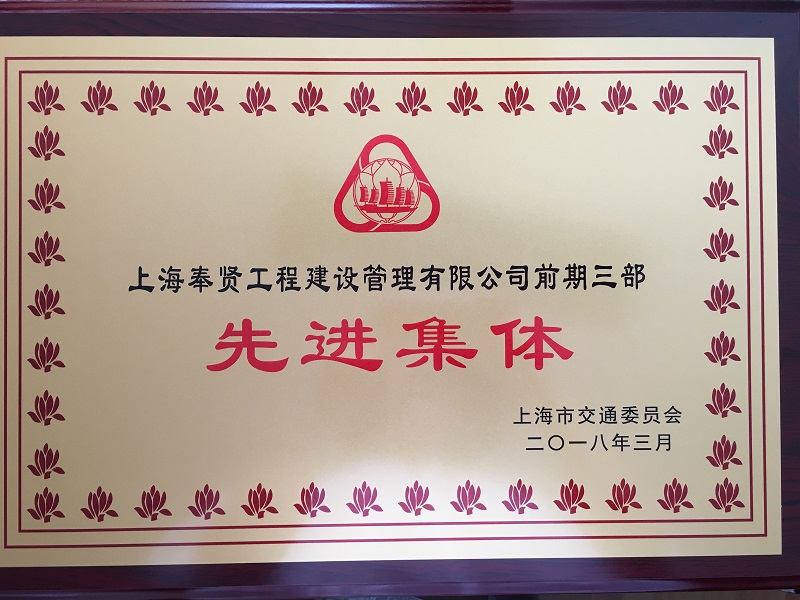 上海奉贤工程建设管理有限公司前期三部
先进集体
上海市交通委员会
二〇一八年三月